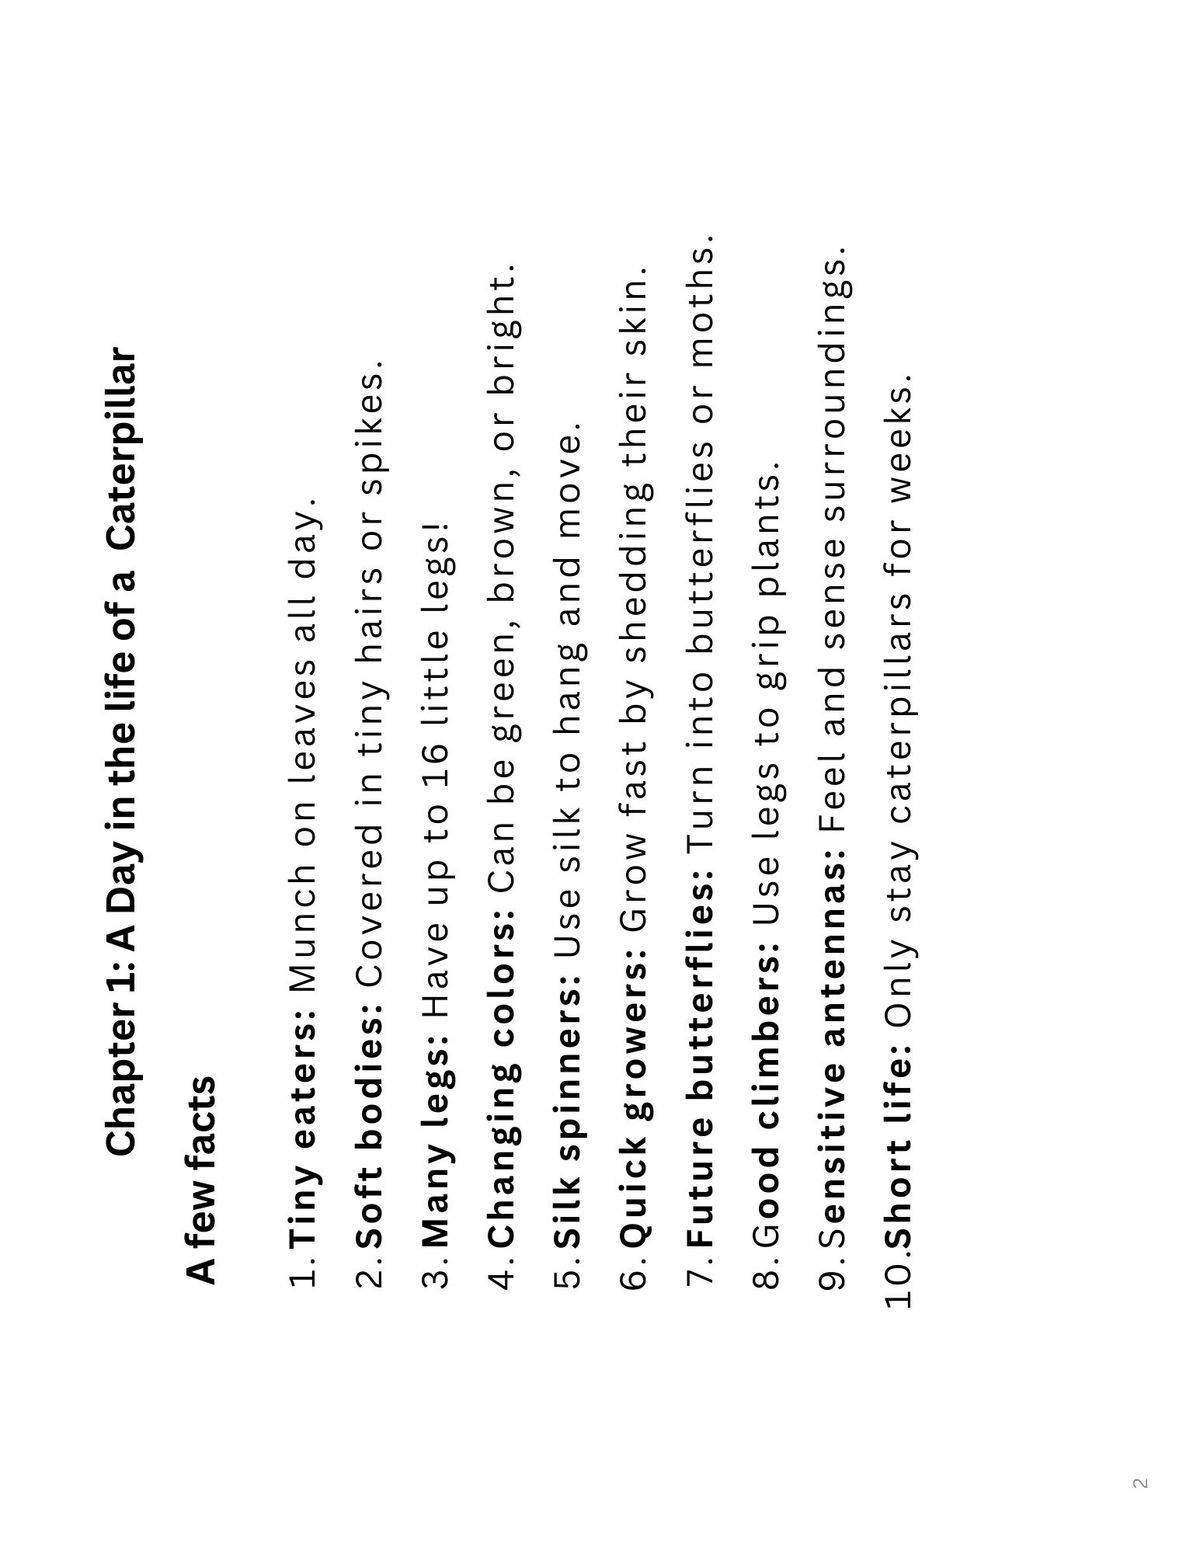 Chapter 1: A Day in the life of a  Caterpillar
A few facts
1. Tiny eaters: Munch on leaves all day.
2. Soft bodies: Covered in tiny hairs or spikes.
3. Many legs: Have up to 16 little legs!
4. Changing colors: Can be green, brown, or bright.
5. Silk spinners: Use silk to hang and move.
6. Quick growers: Grow fast by shedding their skin.
7. Future butterflies: Turn into butterflies or moths.
8. Good climbers: Use legs to grip plants.
9. Sensitive antennas: Feel and sense surroundings.
10. Short life: Only stay caterpillars for weeks.
2